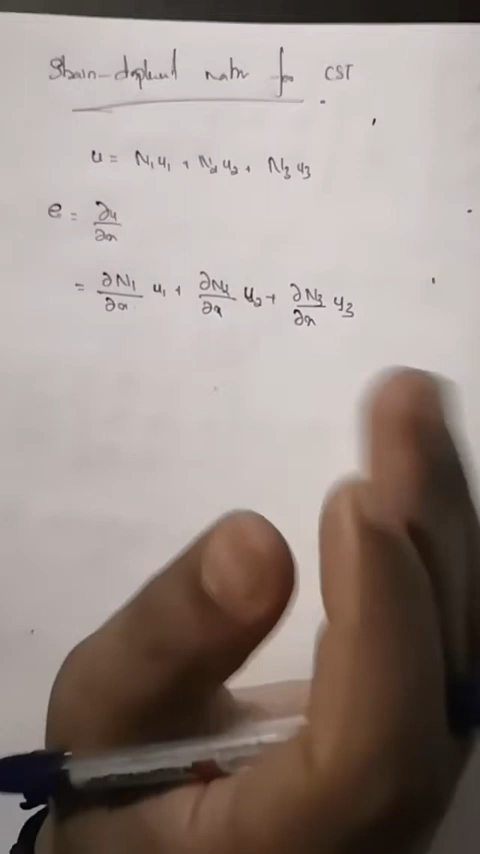 Strain-displacement matrix for CST
u = N₁u₁ + N₂u₂ + N₃u₃
e = ∂u/∂x
= ∂N₁/∂x u₁ + ∂N₂/∂x u₂ + ∂N₃/∂x u₃